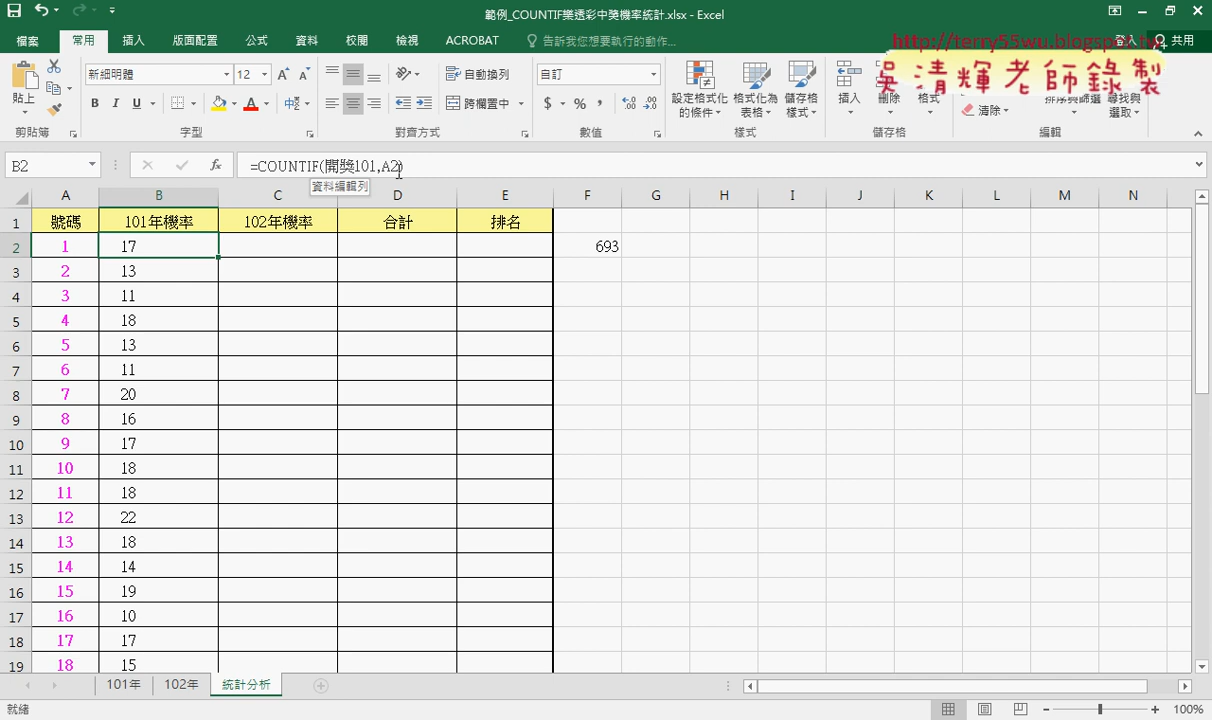 範例_COUNTIF樂透彩中獎機率統計.xlsx - Excel
檔案 常用 插入 版面配置 公式 資料 校閱 檢視 ACROBAT 告訴我您想要執行的動作... 登入 共用
http://terry55wu.blogspot.tw
吳清輝老師錄製
貼上 新細明體 12 自動換列 自訂 設定格式化的條件 格式化為表格 儲存格樣式 插入 刪除 格式 排序與篩選 尋找與選取
B I U 中 跨欄置中 $ % , 清除
剪貼簿 字型 對齊方式 數值 樣式 儲存格 編輯
B2 fx =COUNTIF(開獎101,A2)
資料編輯列
A B C D E F G H I J K L M N
1 號碼 101年機率 102年機率 合計 排名
2 1 17 693
3 2 13
4 3 11
5 4 18
6 5 13
7 6 11
8 7 20
9 8 16
10 9 17
11 10 18
12 11 18
13 12 22
14 13 18
15 14 14
16 15 19
17 16 10
18 17 17
19 18 15
101年 102年 統計分析
就緒 100%